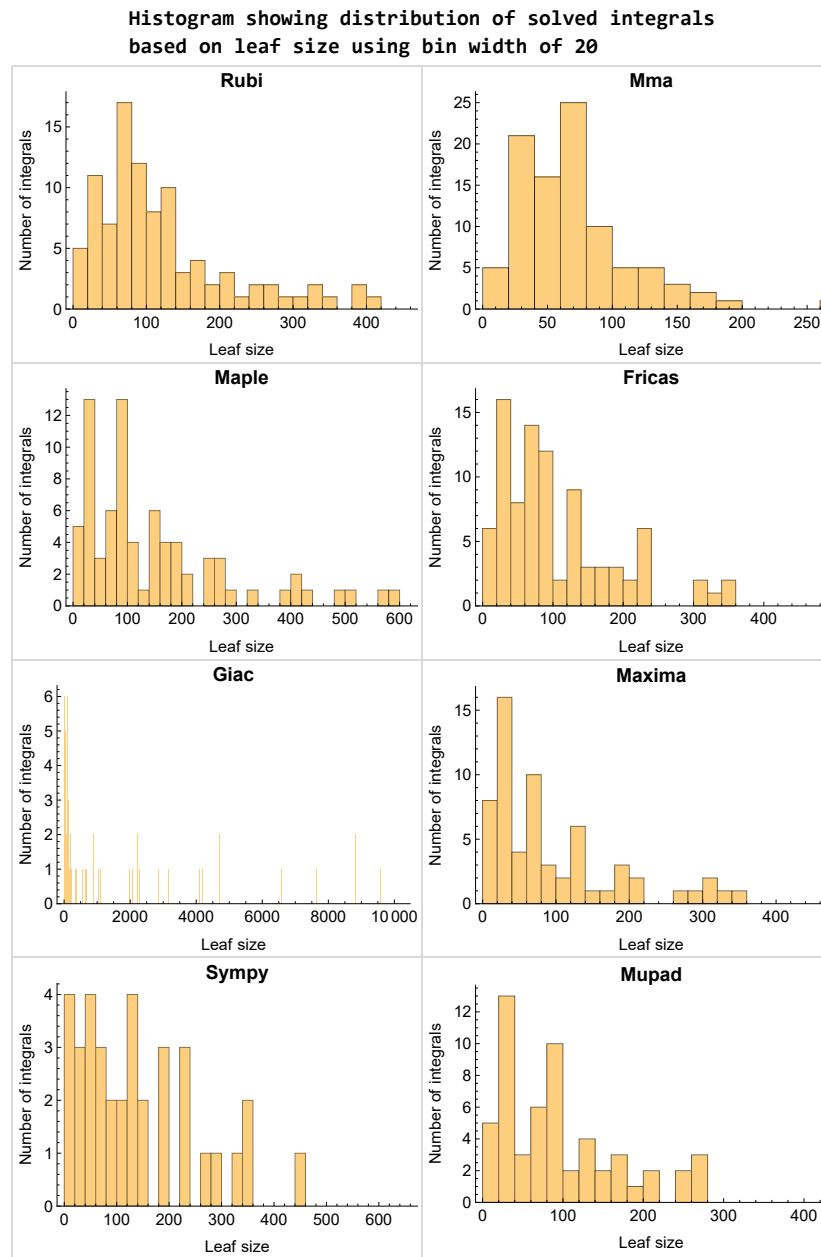 Histogram showing distribution of solved integrals
based on leaf size using bin width of 20
Rubi
Number of integrals
15
10
5
0
0 100 200 300 400
Leaf size
Mma
Number of integrals
25
20
15
10
5
0
0 50 100 150 200 250
Leaf size
Maple
Number of integrals
12
10
8
6
4
2
0
0 100 200 300 400 500 600
Leaf size
Fricas
Number of integrals
15
10
5
0
0 100 200 300 400
Leaf size
Giac
Number of integrals
6
5
4
3
2
1
0
0 2000 4000 6000 8000 10000
Leaf size
Maxima
Number of integrals
15
10
5
0
0 100 200 300 400
Leaf size
Sympy
Number of integrals
4
3
2
1
0
0 100 200 300 400 500 600
Leaf size
Mupad
Number of integrals
12
10
8
6
4
2
0
0 100 200 300 400
Leaf size